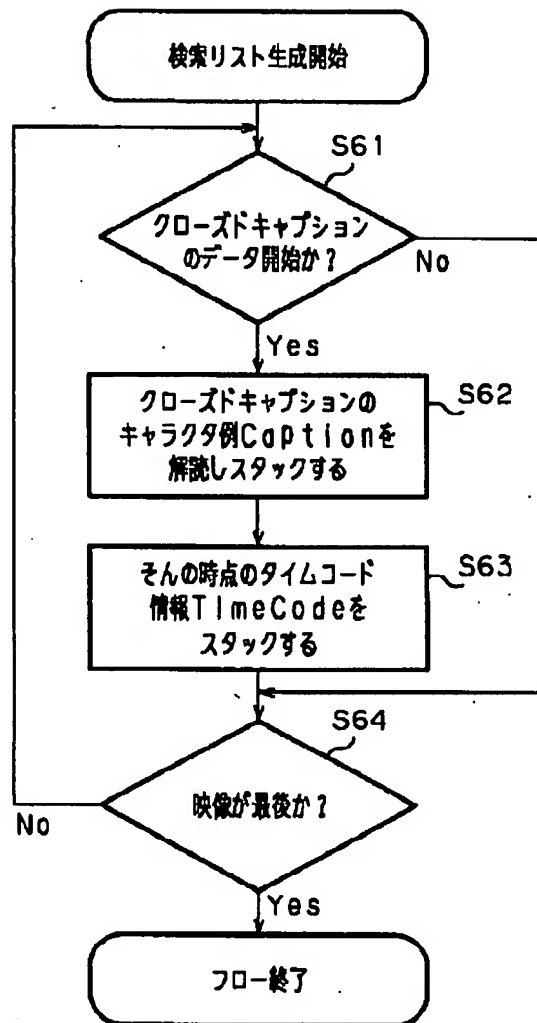 検索リスト生成開始
S61
クローズドキャプション
のデータ開始か?
No
Yes
クローズドキャプションの
キャラクタ例Captionを
解読しスタックする
S62
そんの時点のタイムコード
情報TimeCodeを
スタックする
S63
S64
映像が最後か?
No
Yes
フロー終了